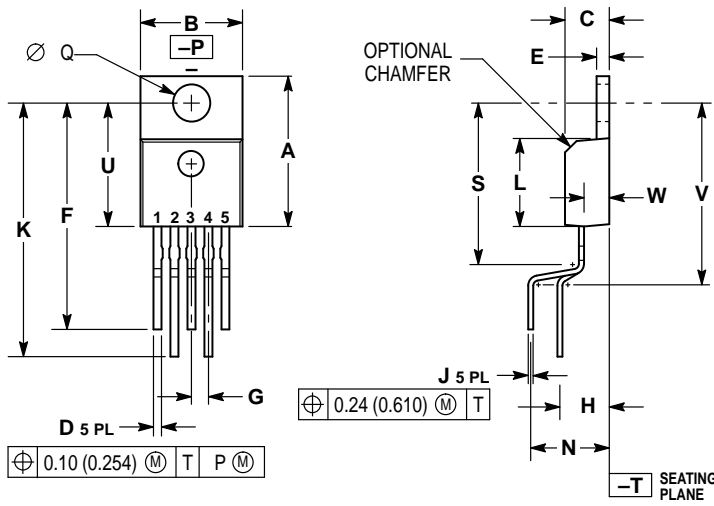 B
–P
–
Ø Q
A
U
F
K
1 2 3 4 5
G
D 5 PL
⌖ 0.10 (0.254) Ⓜ T P Ⓜ
C
E
OPTIONAL
CHAMFER
S
L
W
V
J 5 PL
⌖ 0.24 (0.610) Ⓜ T
H
N
–T SEATING
PLANE